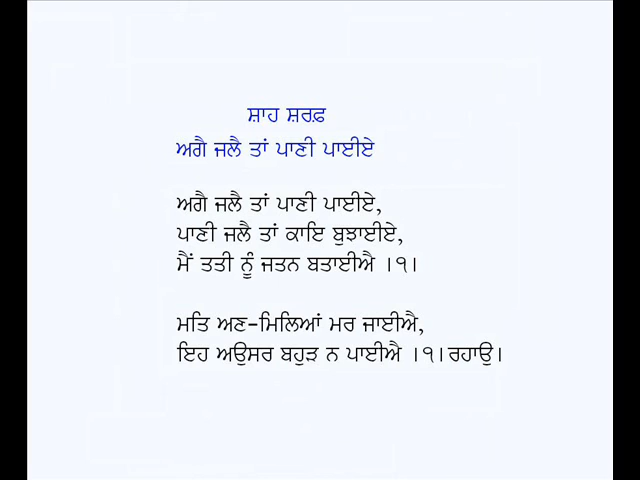 ਸ਼ਾਹ ਸ਼ਰਫ਼
ਅਗੈ ਜਲੈ ਤਾਂ ਪਾਣੀ ਪਾਈਏ
ਅਗੈ ਜਲੈ ਤਾਂ ਪਾਣੀ ਪਾਈਏ,
ਪਾਣੀ ਜਲੈ ਤਾਂ ਕਾਇ ਬੁਝਾਈਏ,
ਮੈਂ ਤਤੀ ਨੂੰ ਜਤਨ ਬਤਾਈਐ ।੧।
ਮਤਿ ਅਣ-ਮਿਲਿਆਂ ਮਰ ਜਾਈਐ,
ਇਹ ਅਉਸਰ ਬਹੁੜ ਨ ਪਾਈਐ ।੧।ਰਹਾਉ।